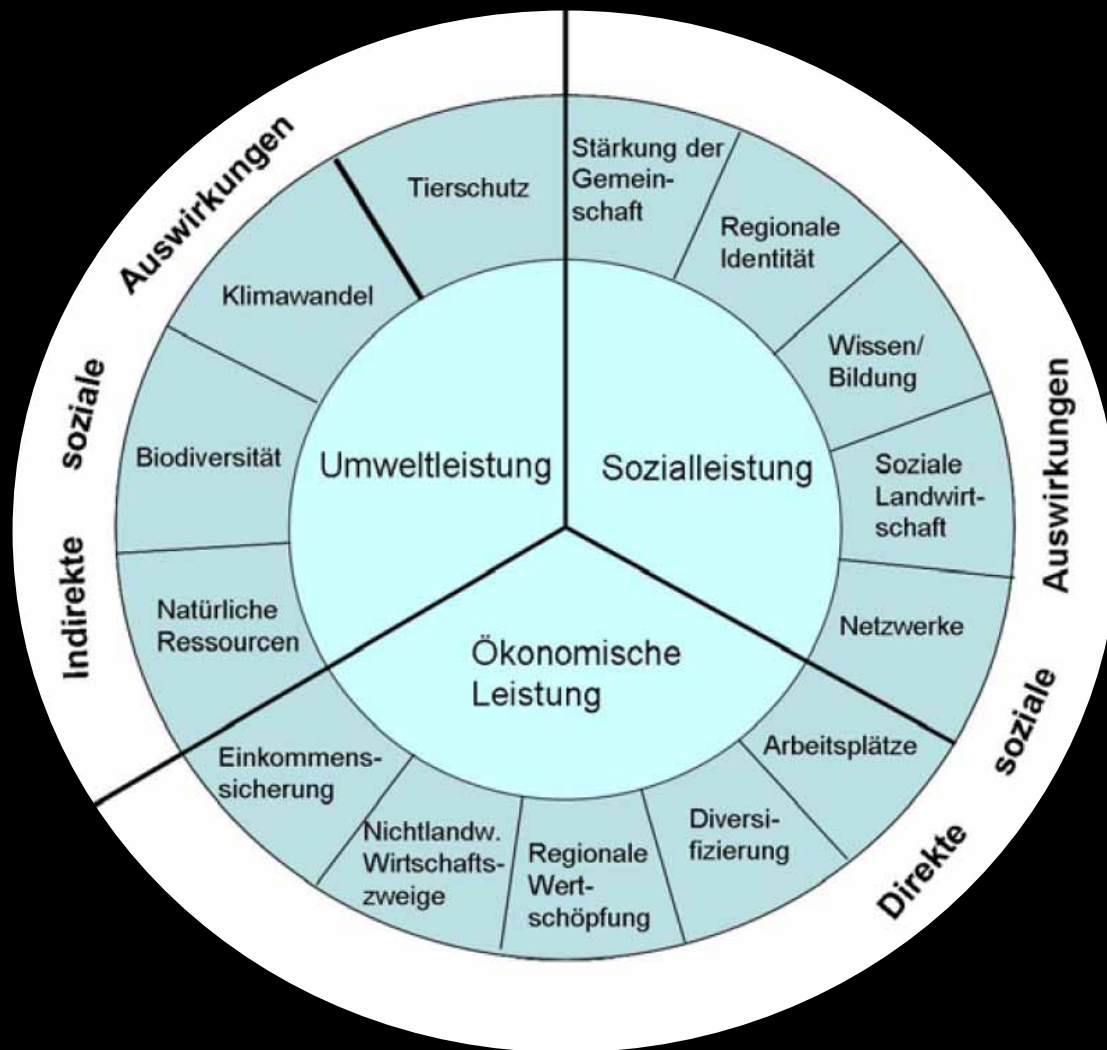 Auswirkungen
soziale
Indirekte
Auswirkungen
soziale
Direkte
Tierschutz
Klimawandel
Biodiversität
Natürliche
Ressourcen
Stärkung der
Gemein-
schaft
Regionale
Identität
Wissen/
Bildung
Soziale
Landwirt-
schaft
Netzwerke
Arbeitsplätze
Diversi-
fizierung
Regionale
Wert-
schöpfung
Nichtlandw.
Wirtschafts-
zweige
Einkommens-
sicherung
Umweltleistung
Sozialleistung
Ökonomische
Leistung